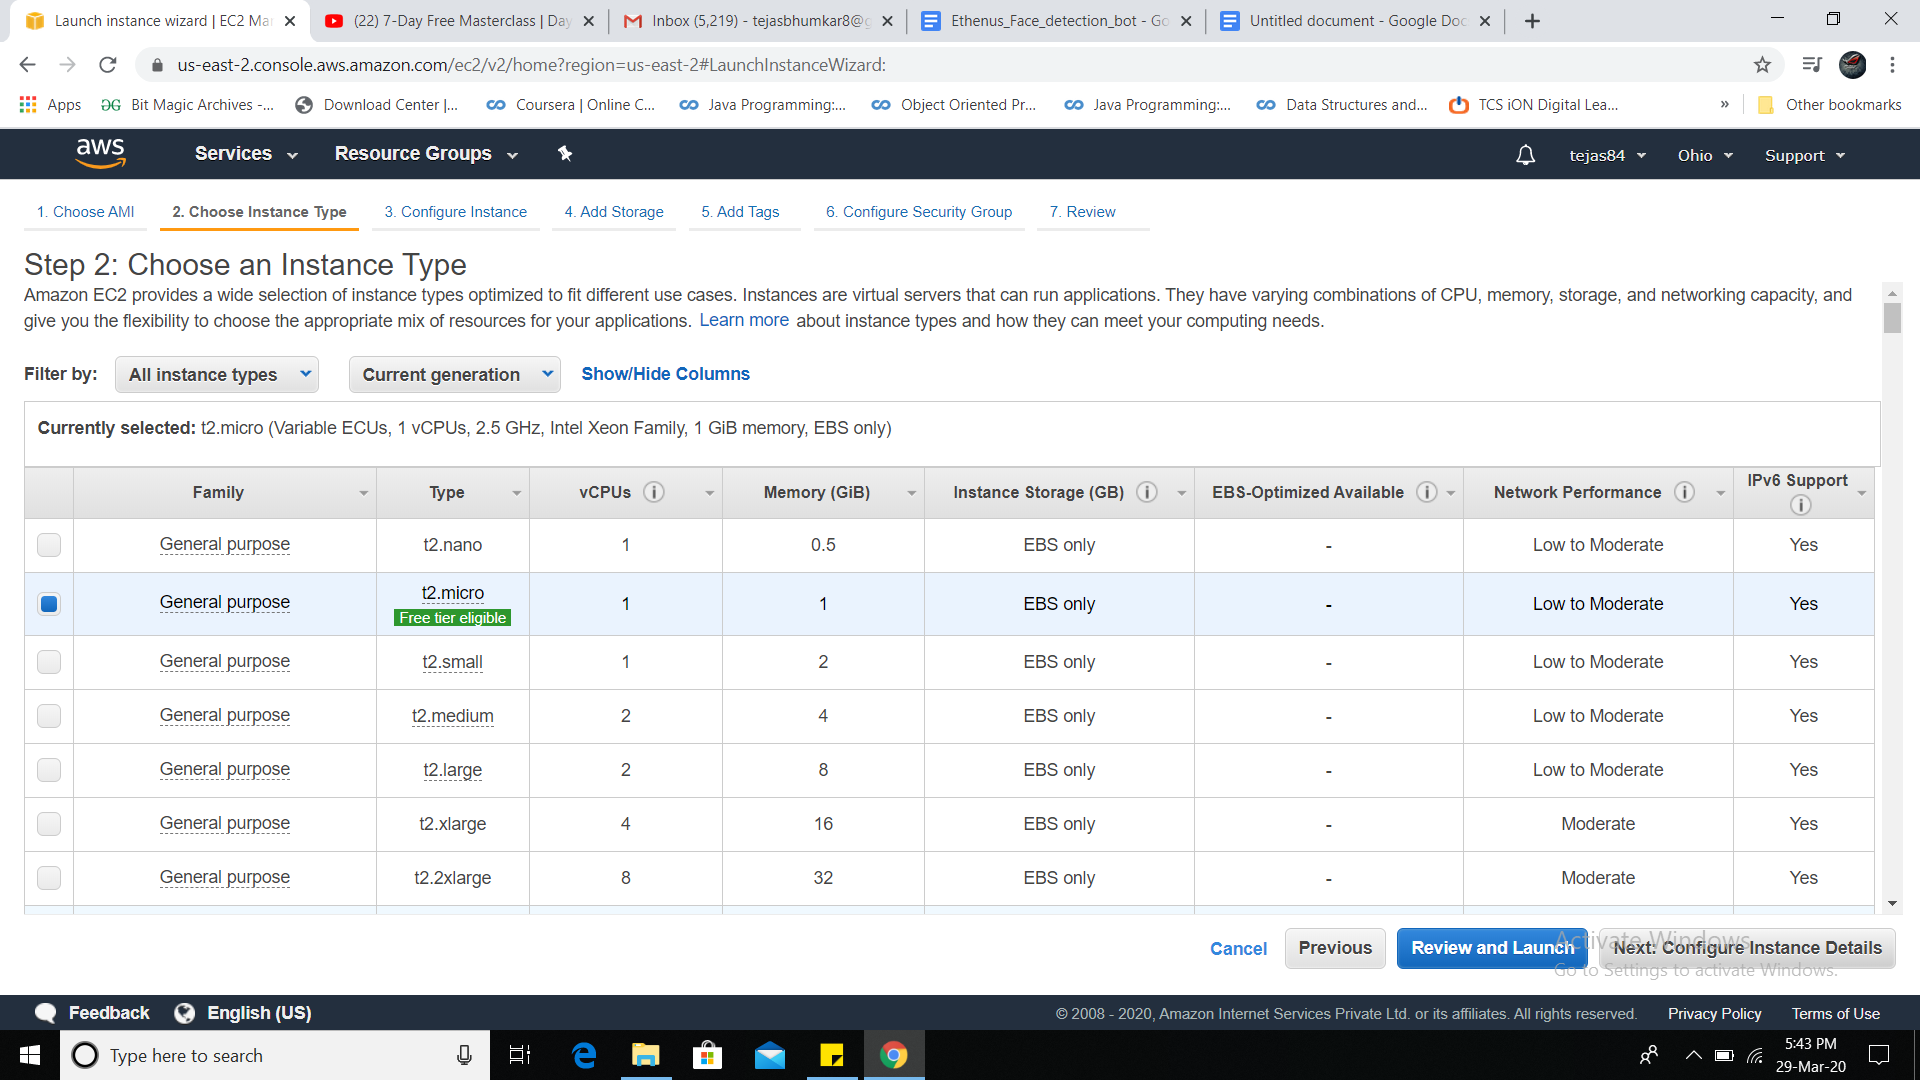 Launch instance wizard | EC2 Mar
(22) 7-Day Free Masterclass | Day
Inbox (5,219) - tejasbhumkar8@g
Ethenus_Face_detection_bot - Go
Untitled document - Google Doc
us-east-2.console.aws.amazon.com/ec2/v2/home?region=us-east-2#LaunchInstanceWizard:
Apps
Bit Magic Archives -...
Download Center |...
Coursera | Online C...
Java Programming:...
Object Oriented Pr...
Java Programming:...
Data Structures and...
TCS iON Digital Lea...
»
Other bookmarks
aws
Services
Resource Groups
tejas84
Ohio
Support
1. Choose AMI
2. Choose Instance Type
3. Configure Instance
4. Add Storage
5. Add Tags
6. Configure Security Group
7. Review
Step 2: Choose an Instance Type
Amazon EC2 provides a wide selection of instance types optimized to fit different use cases. Instances are virtual servers that can run applications. They have varying combinations of CPU, memory, storage, and networking capacity, and
give you the flexibility to choose the appropriate mix of resources for your applications. Learn more about instance types and how they can meet your computing needs.
Filter by: All instance types Current generation Show/Hide Columns
Currently selected: t2.micro (Variable ECUs, 1 vCPUs, 2.5 GHz, Intel Xeon Family, 1 GiB memory, EBS only)
Family Type vCPUs Memory (GiB) Instance Storage (GB) EBS-Optimized Available Network Performance IPv6 Support
General purpose t2.nano 1 0.5 EBS only - Low to Moderate Yes
General purpose t2.micro 1 1 EBS only - Low to Moderate Yes
Free tier eligible
General purpose t2.small 1 2 EBS only - Low to Moderate Yes
General purpose t2.medium 2 4 EBS only - Low to Moderate Yes
General purpose t2.large 2 8 EBS only - Low to Moderate Yes
General purpose t2.xlarge 4 16 EBS only - Moderate Yes
General purpose t2.2xlarge 8 32 EBS only - Moderate Yes
Cancel
Previous
Review and Launch
Next: Configure Instance Details
Activate Windows
Go to Settings to activate Windows.
Feedback
English (US)
© 2008 - 2020, Amazon Internet Services Private Ltd. or its affiliates. All rights reserved.
Privacy Policy
Terms of Use
Type here to search
5:43 PM
29-Mar-20